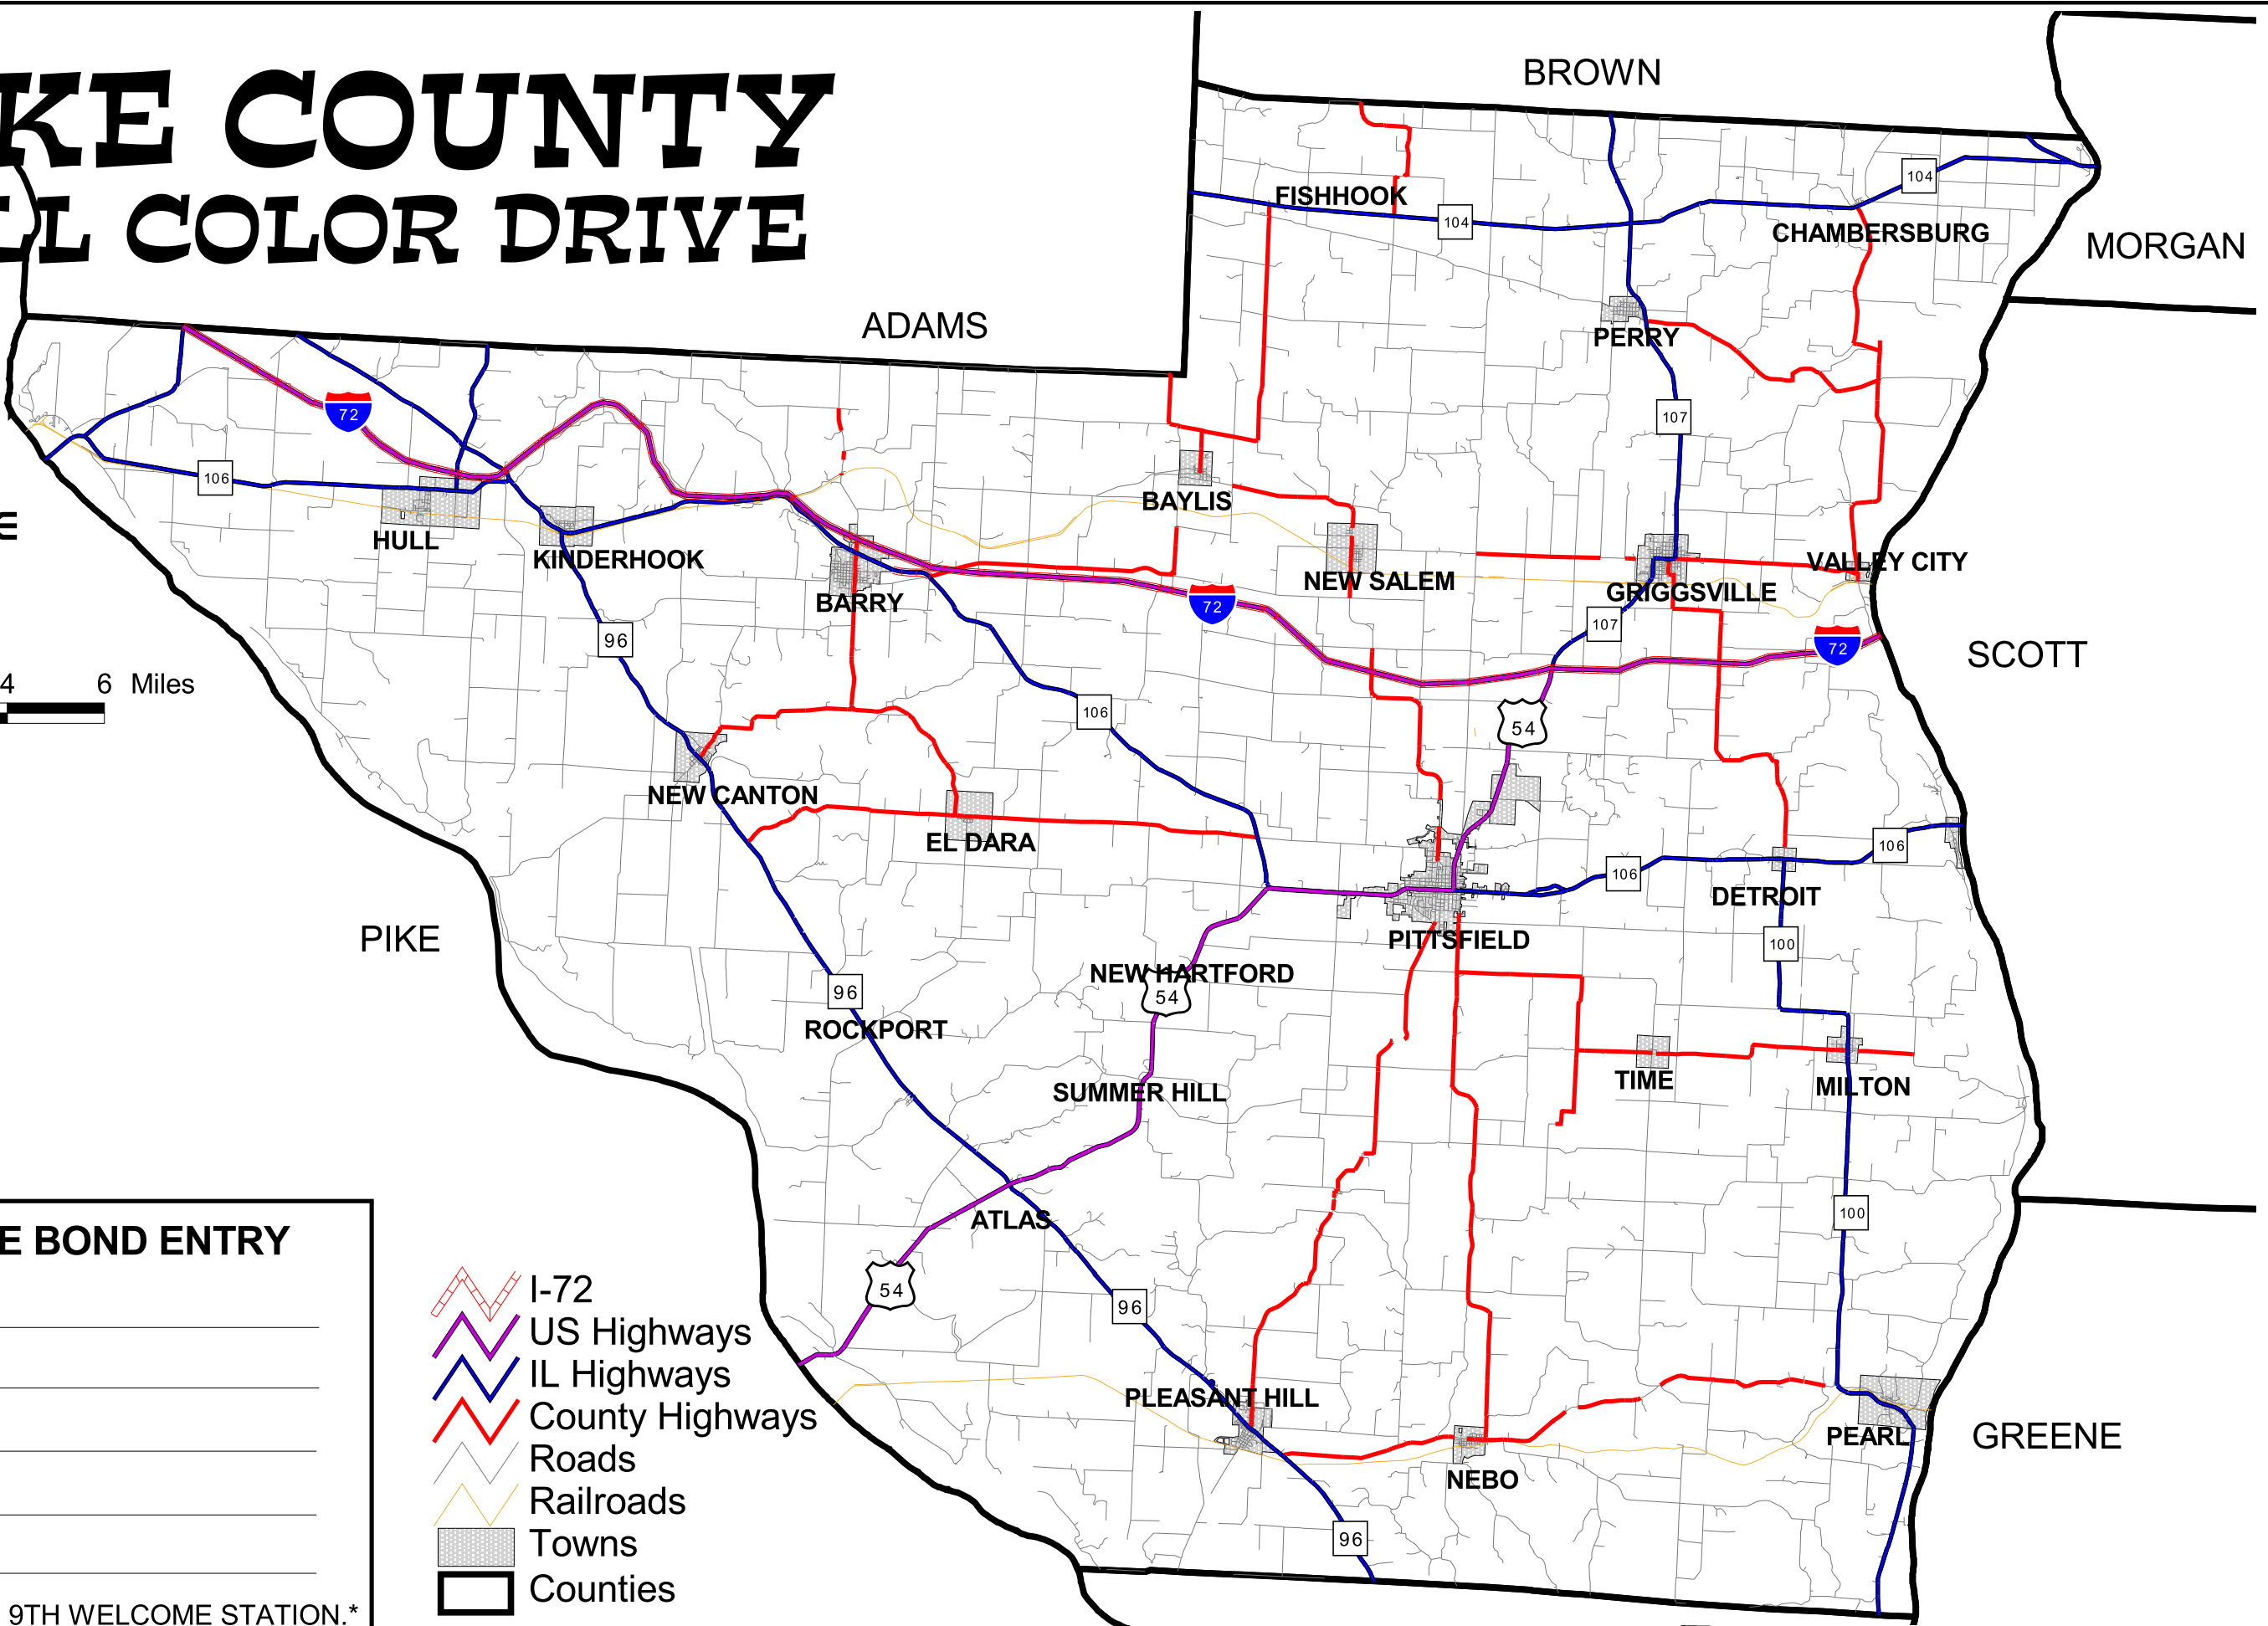 KE COUNTY
LL COLOR DRIVE
BROWN
MORGAN
ADAMS
SCOTT
PIKE
GREENE
FISHHOOK
104
104
CHAMBERSBURG
PERRY
107
72
106
HULL
KINDERHOOK
BAYLIS
NEW SALEM
VALLEY CITY
GRIGGSVILLE
BARRY
72
107
72
96
E
4 6 Miles
106
54
NEW CANTON
EL DARA
106
106
DETROIT
PITTSFIELD
100
NEW HARTFORD
54
96
ROCKPORT
TIME
MILTON
SUMMER HILL
100
ATLAS
54
96
PLEASANT HILL
PEARL
NEBO
96
E BOND ENTRY
9TH WELCOME STATION.*
I-72
US Highways
IL Highways
County Highways
Roads
Railroads
Towns
Counties